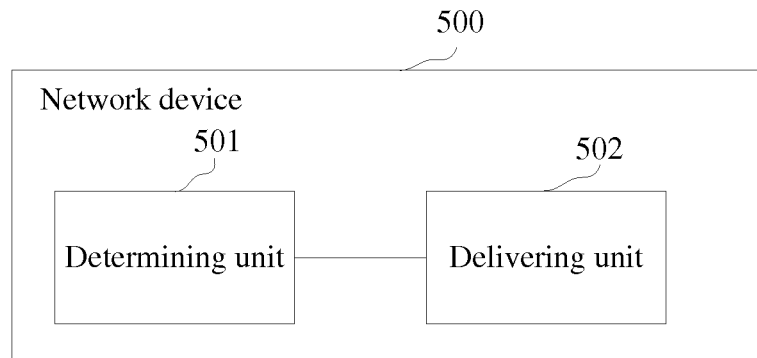 500
Network device
501
502
Determining unit
Delivering unit